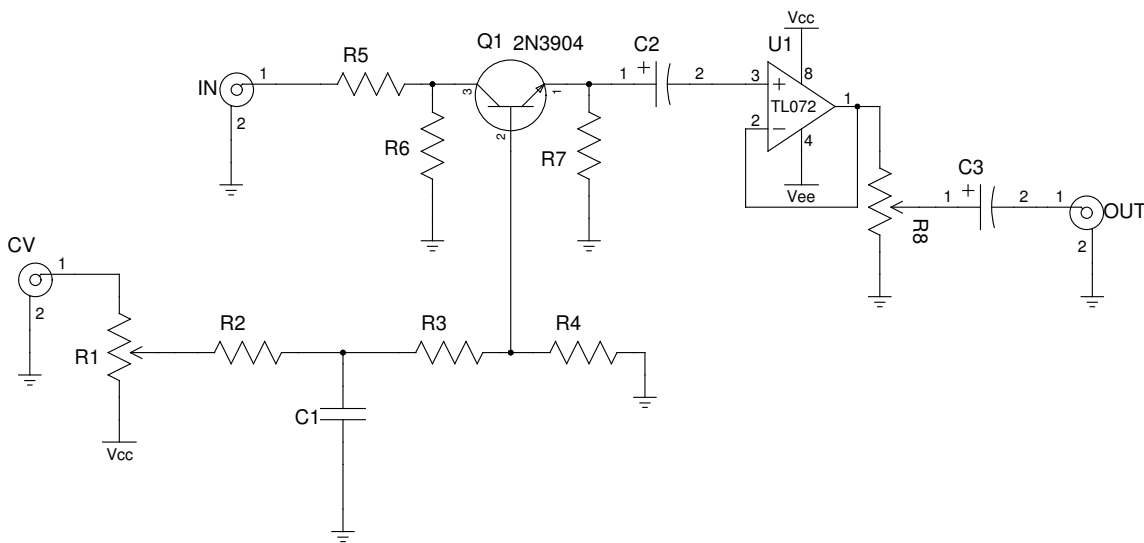 Vcc
Q1 2N3904
C2
U1
R5
1
1
2
3
8
IN
3
1
TL072
1
2
2
2
4
R6
R7
Vee
C3
1
2
1
OUT
R8
2
CV
1
2
R2
R3
R4
R1
C1
Vcc